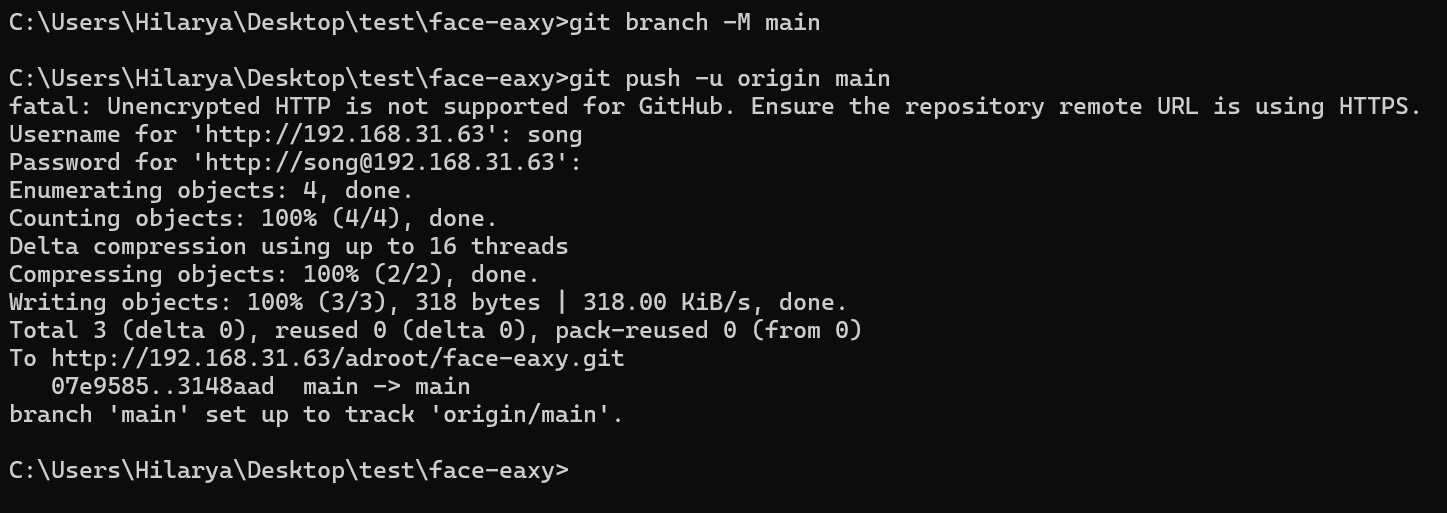 C:\Users\Hilarya\Desktop\test\face-eaxy>git branch -M main
C:\Users\Hilarya\Desktop\test\face-eaxy>git push -u origin main
fatal: Unencrypted HTTP is not supported for GitHub. Ensure the repository remote URL is using HTTPS.
Username for 'http://192.168.31.63': song
Password for 'http://song@192.168.31.63':
Enumerating objects: 4, done.
Counting objects: 100% (4/4), done.
Delta compression using up to 16 threads
Compressing objects: 100% (2/2), done.
Writing objects: 100% (3/3), 318 bytes | 318.00 KiB/s, done.
Total 3 (delta 0), reused 0 (delta 0), pack-reused 0 (from 0)
To http://192.168.31.63/adroot/face-eaxy.git
   07e9585..3148aad  main -> main
branch 'main' set up to track 'origin/main'.
C:\Users\Hilarya\Desktop\test\face-eaxy>